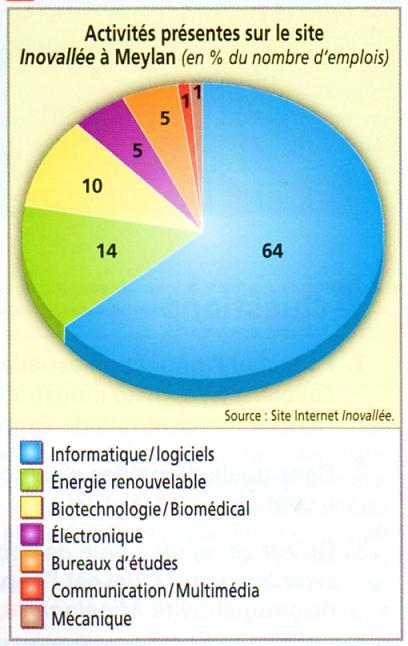 Activités présentes sur le site
Inovallée à Meylan (en % du nombre d'emplois)
1
1
5
5
10
14
64
Source : Site Internet Inovallée.
Informatique/logiciels
Énergie renouvelable
Biotechnologie/Biomédical
Électronique
Bureaux d'études
Communication/Multimédia
Mécanique